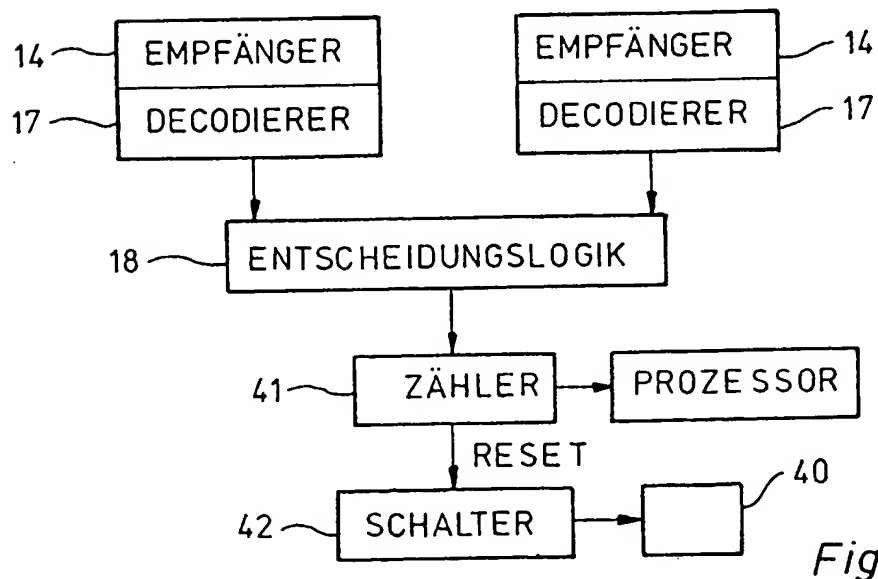 14 EMPFÄNGER EMPFÄNGER 14
17 DECODIERER DECODIERER 17
18 ENTSCHEIDUNGSLOGIK
41 ZÄHLER PROZESSOR
RESET
42 SCHALTER 40
Fig